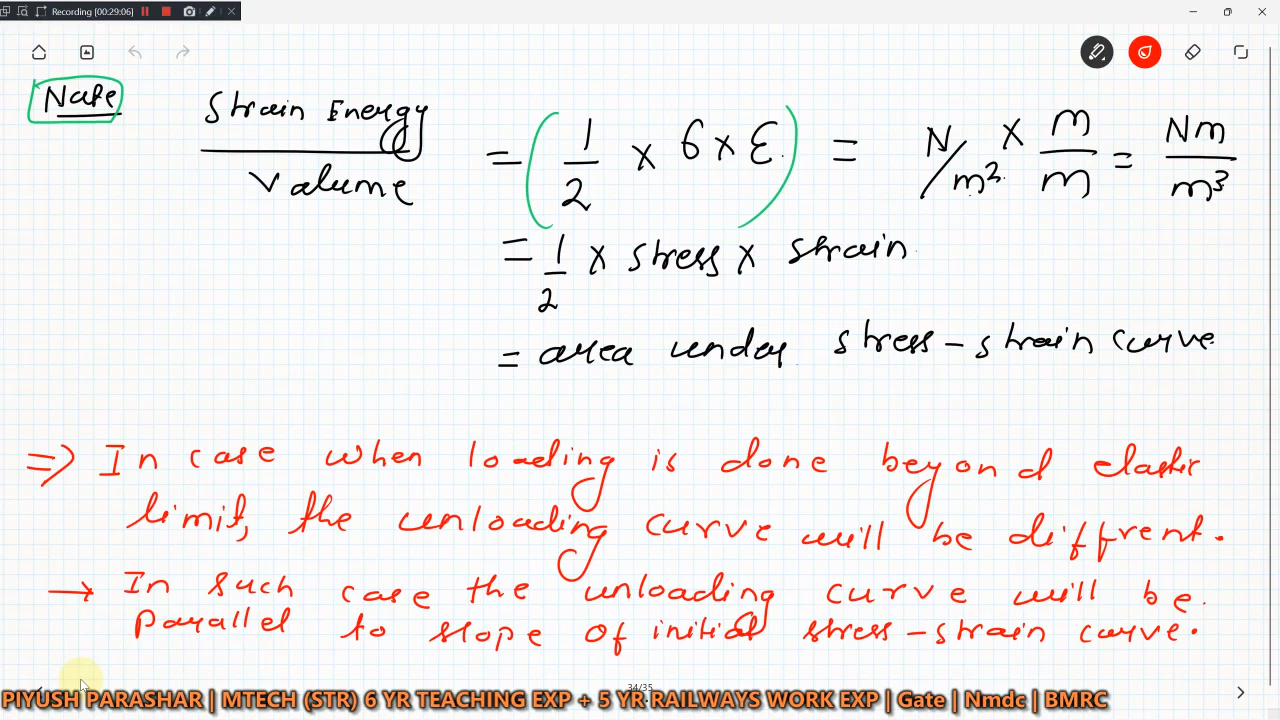 Recording [00:29:06]
Note
Strain Energy / Volume = (1/2 × σ × ε) = N/m² × m/m = Nm/m³
= 1/2 × stress × strain
= area under stress-strain curve
=> In case when loading is done beyond elastic
limit, the unloading curve will be diffrent.
→ In such case the unloading curve will be
parallel to slope of initial stress-strain curve.
34/35
PIYUSH PARASHAR | MTECH (STR) 6 YR TEACHING EXP + 5 YR RAILWAYS WORK EXP | Gate | Nmdc | BMRC